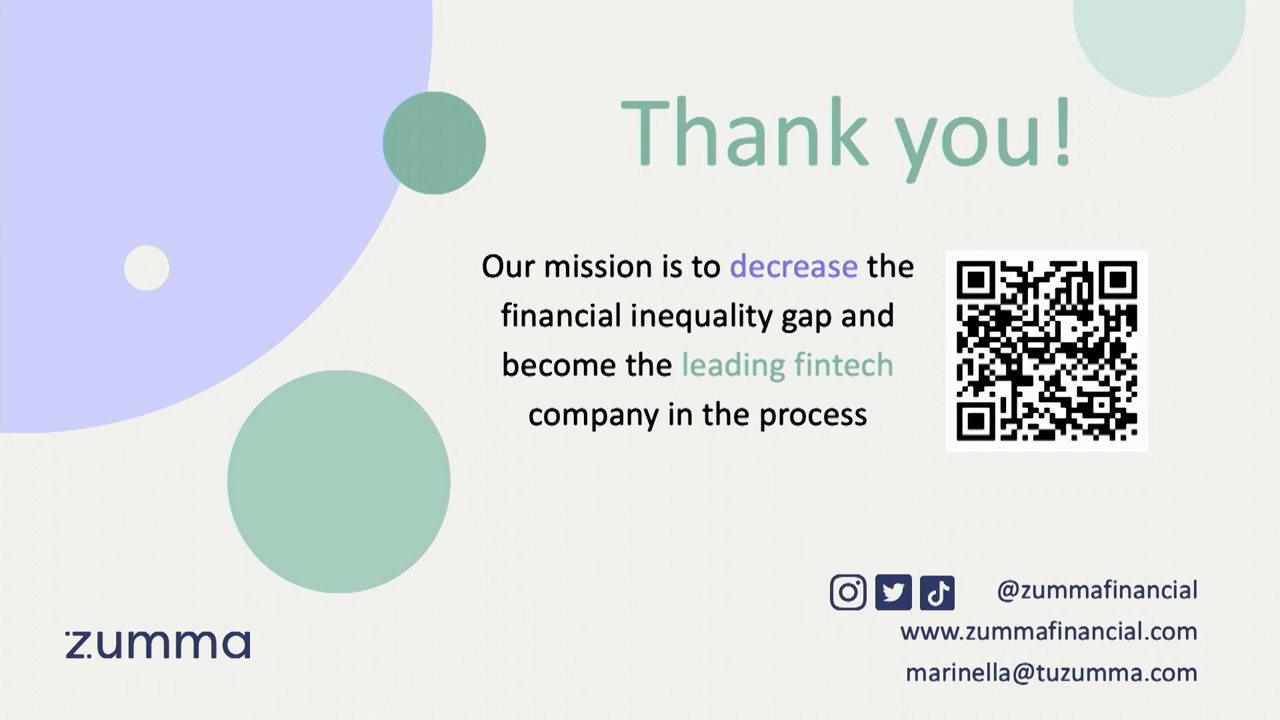 Thank you!
Our mission is to decrease the
financial inequality gap and
become the leading fintech
company in the process
@zummafinancial
www.zummafinancial.com
marinella@tuzumma.com
zumma